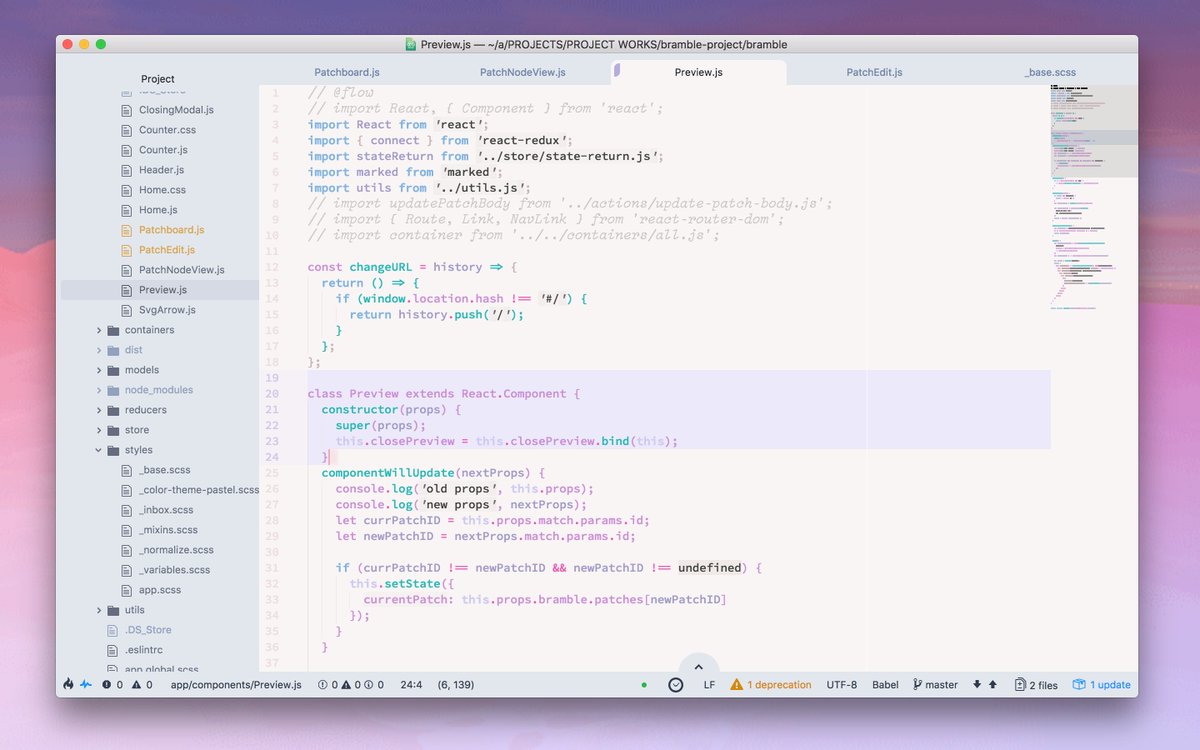 Preview.js — ~/a/PROJECTS/PROJECT WORKS/bramble-project/bramble
Project
Patchboard.js
PatchNodeView.js
Preview.js
PatchEdit.js
_base.scss
.DS_Store
ClosingModal.js
Counter.css
Counter.js
Header.js
Home.css
Home.js
Patchboard.js
PatchEdit.js
PatchNodeView.js
Preview.js
SvgArrow.js
containers
dist
models
node_modules
reducers
store
styles
_base.scss
_color-theme-pastel.scss
_inbox.scss
_mixins.scss
_normalize.scss
_variables.scss
app.scss
utils
.DS_Store
.eslintrc
app.global.scss
1 // @flow
2 // import React, { Component } from 'react';
3 import React from 'react';
4 import { connect } from 'react-redux';
5 import stateReturn from '../store/state-return.js';
6 import marked from 'marked';
7 import utils from '../utils.js';
8 // import updatePatchBody from '../actions/update-patch-body.js';
9 // import { Route, Link, NavLink } from 'react-router-dom';
10 // import container from '../../containers/all.js';
11
12 const changeURL = history => {
13 return () => {
14 if (window.location.hash !== '#/') {
15 return history.push('/');
16 }
17 };
18 };
19
20 class Preview extends React.Component {
21 constructor(props) {
22 super(props);
23 this.closePreview = this.closePreview.bind(this);
24 }
25 componentWillUpdate(nextProps) {
26 console.log('old props', this.props);
27 console.log('new props', nextProps);
28 let currPatchID = this.props.match.params.id;
29 let newPatchID = nextProps.match.params.id;
30
31 if (currPatchID !== newPatchID && newPatchID !== undefined) {
32 this.setState({
33 currentPatch: this.props.bramble.patches[newPatchID]
34 });
35 }
36 }
37
0 0 app/components/Preview.js 0 0 0 24:4 (6, 139) LF 1 deprecation UTF-8 Babel master 2 files 1 update